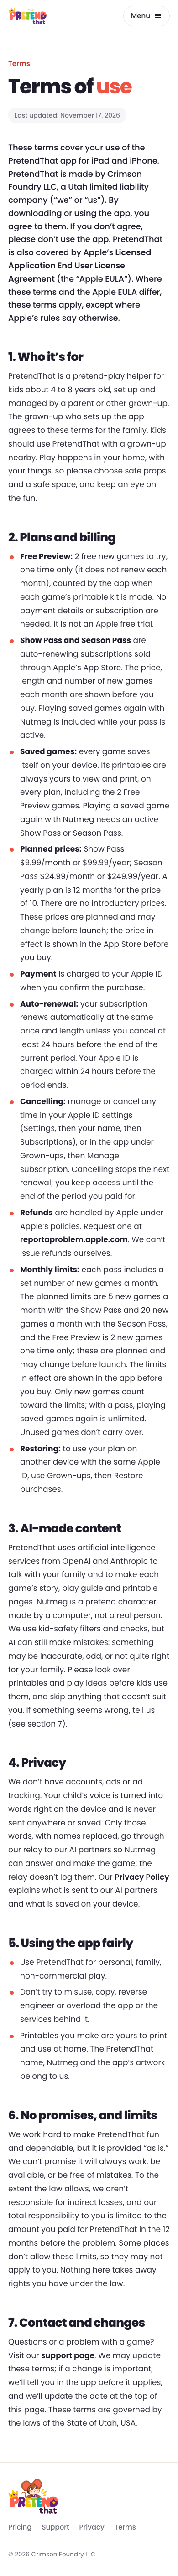 PRETEND
that
Menu
Terms
Terms of use
Last updated: November 17, 2026
These terms cover your use of the
PretendThat app for iPad and iPhone.
PretendThat is made by Crimson
Foundry LLC, a Utah limited liability
company (“we” or “us”). By
downloading or using the app, you
agree to them. If you don’t agree,
please don’t use the app. PretendThat
is also covered by Apple’s Licensed
Application End User License
Agreement (the “Apple EULA”). Where
these terms and the Apple EULA differ,
these terms apply, except where
Apple’s rules say otherwise.
1. Who it’s for
PretendThat is a pretend-play helper for
kids about 4 to 8 years old, set up and
managed by a parent or other grown-up.
The grown-up who sets up the app
agrees to these terms for the family. Kids
should use PretendThat with a grown-up
nearby. Play happens in your home, with
your things, so please choose safe props
and a safe space, and keep an eye on
the fun.
2. Plans and billing
Free Preview: 2 free new games to try,
one time only (it does not renew each
month), counted by the app when
each game’s printable kit is made. No
payment details or subscription are
needed. It is not an Apple free trial.
Show Pass and Season Pass are
auto-renewing subscriptions sold
through Apple’s App Store. The price,
length and number of new games
each month are shown before you
buy. Playing saved games again with
Nutmeg is included while your pass is
active.
Saved games: every game saves
itself on your device. Its printables are
always yours to view and print, on
every plan, including the 2 Free
Preview games. Playing a saved game
again with Nutmeg needs an active
Show Pass or Season Pass.
Planned prices: Show Pass
$9.99/month or $99.99/year; Season
Pass $24.99/month or $249.99/year. A
yearly plan is 12 months for the price
of 10. There are no introductory prices.
These prices are planned and may
change before launch; the price in
effect is shown in the App Store before
you buy.
Payment is charged to your Apple ID
when you confirm the purchase.
Auto-renewal: your subscription
renews automatically at the same
price and length unless you cancel at
least 24 hours before the end of the
current period. Your Apple ID is
charged within 24 hours before the
period ends.
Cancelling: manage or cancel any
time in your Apple ID settings
(Settings, then your name, then
Subscriptions), or in the app under
Grown-ups, then Manage
subscription. Cancelling stops the next
renewal; you keep access until the
end of the period you paid for.
Refunds are handled by Apple under
Apple’s policies. Request one at
reportaproblem.apple.com. We can’t
issue refunds ourselves.
Monthly limits: each pass includes a
set number of new games a month.
The planned limits are 5 new games a
month with the Show Pass and 20 new
games a month with the Season Pass,
and the Free Preview is 2 new games
one time only; these are planned and
may change before launch. The limits
in effect are shown in the app before
you buy. Only new games count
toward the limits; with a pass, playing
saved games again is unlimited.
Unused games don’t carry over.
Restoring: to use your plan on
another device with the same Apple
ID, use Grown-ups, then Restore
purchases.
3. AI-made content
PretendThat uses artificial intelligence
services from OpenAI and Anthropic to
talk with your family and to make each
game’s story, play guide and printable
pages. Nutmeg is a pretend character
made by a computer, not a real person.
We use kid-safety filters and checks, but
AI can still make mistakes: something
may be inaccurate, odd, or not quite right
for your family. Please look over
printables and play ideas before kids use
them, and skip anything that doesn’t suit
you. If something seems wrong, tell us
(see section 7).
4. Privacy
We don’t have accounts, ads or ad
tracking. Your child’s voice is turned into
words right on the device and is never
sent anywhere or saved. Only those
words, with names replaced, go through
our relay to our AI partners so Nutmeg
can answer and make the game; the
relay doesn’t log them. Our Privacy Policy
explains what is sent to our AI partners
and what is saved on your device.
5. Using the app fairly
Use PretendThat for personal, family,
non-commercial play.
Don’t try to misuse, copy, reverse
engineer or overload the app or the
services behind it.
Printables you make are yours to print
and use at home. The PretendThat
name, Nutmeg and the app’s artwork
belong to us.
6. No promises, and limits
We work hard to make PretendThat fun
and dependable, but it is provided “as is.”
We can’t promise it will always work, be
available, or be free of mistakes. To the
extent the law allows, we aren’t
responsible for indirect losses, and our
total responsibility to you is limited to the
amount you paid for PretendThat in the 12
months before the problem. Some places
don’t allow these limits, so they may not
apply to you. Nothing here takes away
rights you have under the law.
7. Contact and changes
Questions or a problem with a game?
Visit our support page. We may update
these terms; if a change is important,
we’ll tell you in the app before it applies,
and we’ll update the date at the top of
this page. These terms are governed by
the laws of the State of Utah, USA.
PRETEND
that
Pricing Support Privacy Terms
© 2026 Crimson Foundry LLC